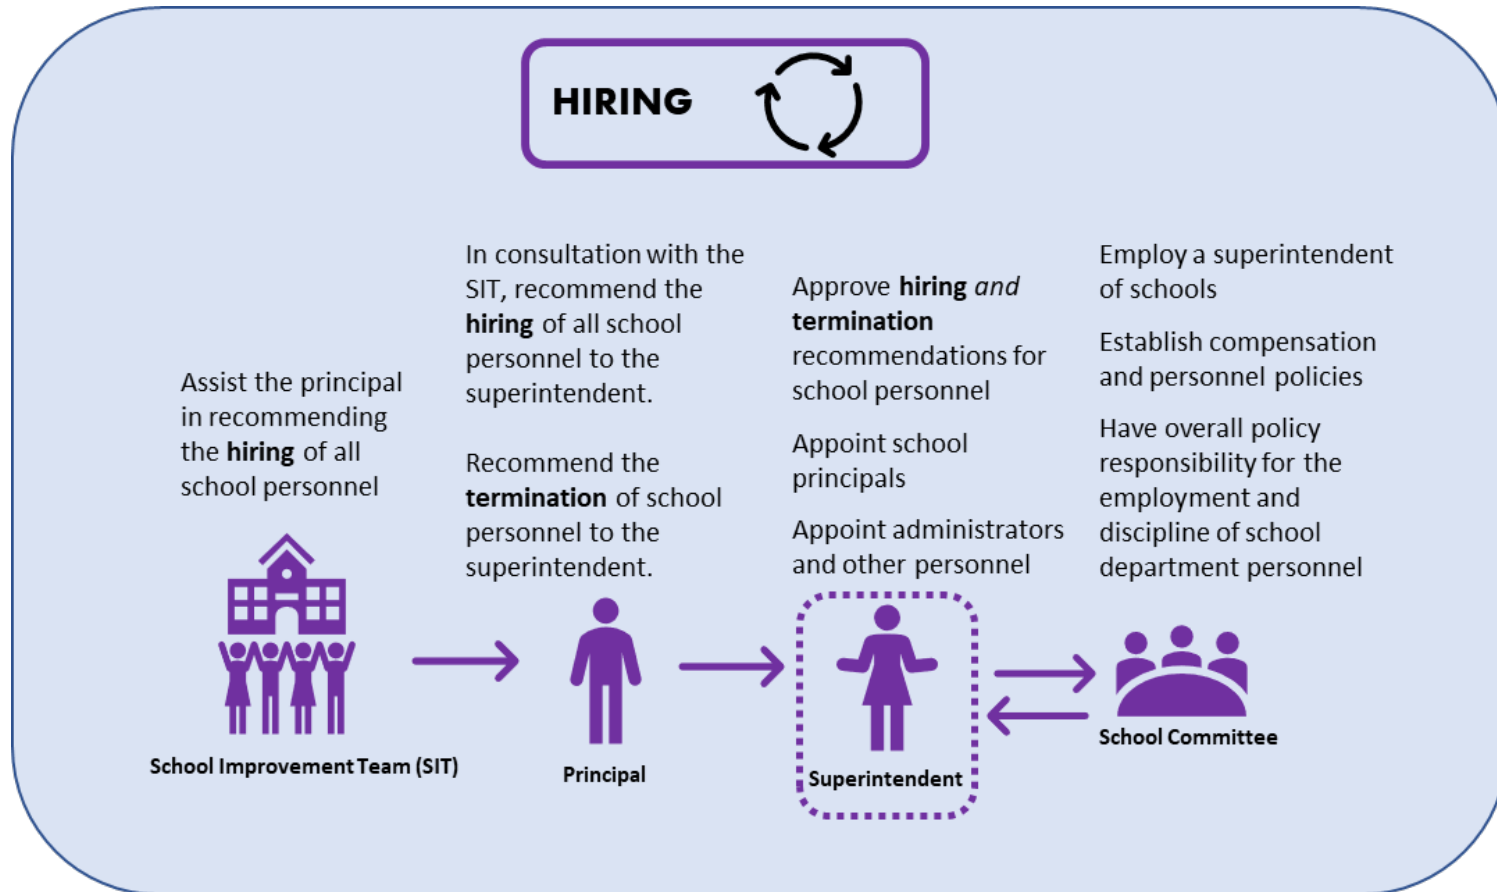 HIRING
Assist the principal
in recommending
the hiring of all
school personnel
School Improvement Team (SIT)
In consultation with the
SIT, recommend the
hiring of all school
personnel to the
superintendent.
Recommend the
termination of school
personnel to the
superintendent.
Principal
Approve hiring and
termination
recommendations for
school personnel
Appoint school
principals
Appoint administrators
and other personnel
Superintendent
Employ a superintendent
of schools
Establish compensation
and personnel policies
Have overall policy
responsibility for the
employment and
discipline of school
department personnel
School Committee